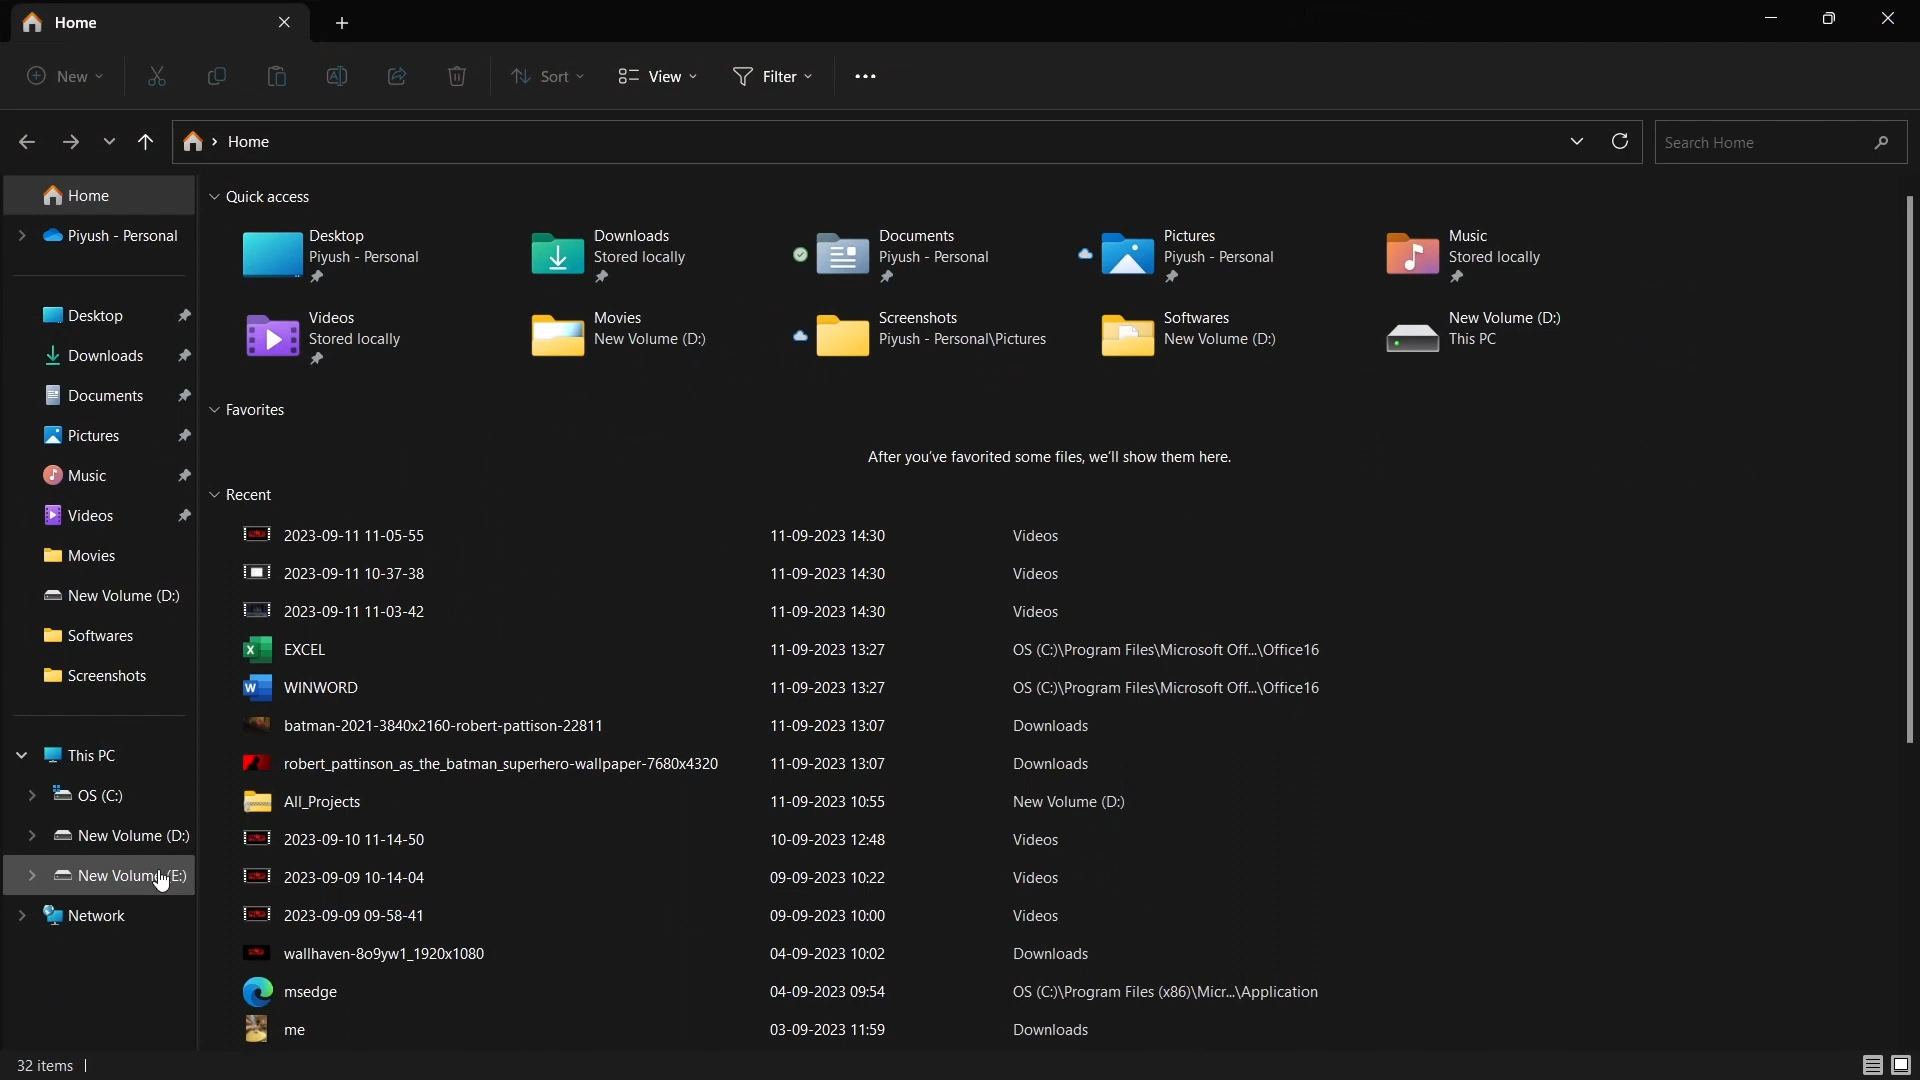 Home
New
Sort
View
Filter
Home
Search Home
Home
Piyush - Personal
Desktop
Downloads
Documents
Pictures
Music
Videos
Movies
New Volume (D:)
Softwares
Screenshots
This PC
OS (C:)
New Volume (D:)
New Volume (E:)
Network
Quick access
Desktop
Piyush - Personal
Downloads
Stored locally
Documents
Piyush - Personal
Pictures
Piyush - Personal
Music
Stored locally
Videos
Stored locally
Movies
New Volume (D:)
Screenshots
Piyush - Personal\Pictures
Softwares
New Volume (D:)
New Volume (D:)
This PC
Favorites
After you've favorited some files, we'll show them here.
Recent
2023-09-11 11-05-55 11-09-2023 14:30 Videos
2023-09-11 10-37-38 11-09-2023 14:30 Videos
2023-09-11 11-03-42 11-09-2023 14:30 Videos
EXCEL 11-09-2023 13:27 OS (C:)\Program Files\Microsoft Off...\Office16
WINWORD 11-09-2023 13:27 OS (C:)\Program Files\Microsoft Off...\Office16
batman-2021-3840x2160-robert-pattison-22811 11-09-2023 13:07 Downloads
robert_pattinson_as_the_batman_superhero-wallpaper-7680x4320 11-09-2023 13:07 Downloads
All_Projects 11-09-2023 10:55 New Volume (D:)
2023-09-10 11-14-50 10-09-2023 12:48 Videos
2023-09-09 10-14-04 09-09-2023 10:22 Videos
2023-09-09 09-58-41 09-09-2023 10:00 Videos
wallhaven-8o9yw1_1920x1080 04-09-2023 10:02 Downloads
msedge 04-09-2023 09:54 OS (C:)\Program Files (x86)\Micr...\Application
me 03-09-2023 11:59 Downloads
32 items